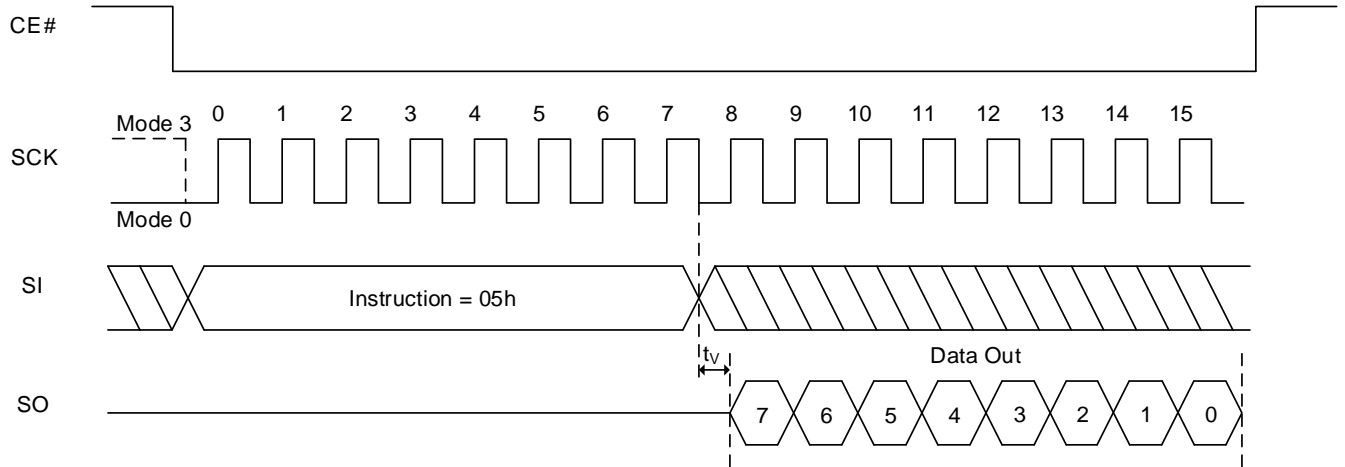 CE#
Mode 3
0 1 2 3 4 5 6 7 8 9 10 11 12 13 14 15
SCK
Mode 0
SI
Instruction = 05h
tV
Data Out
SO
7 6 5 4 3 2 1 0